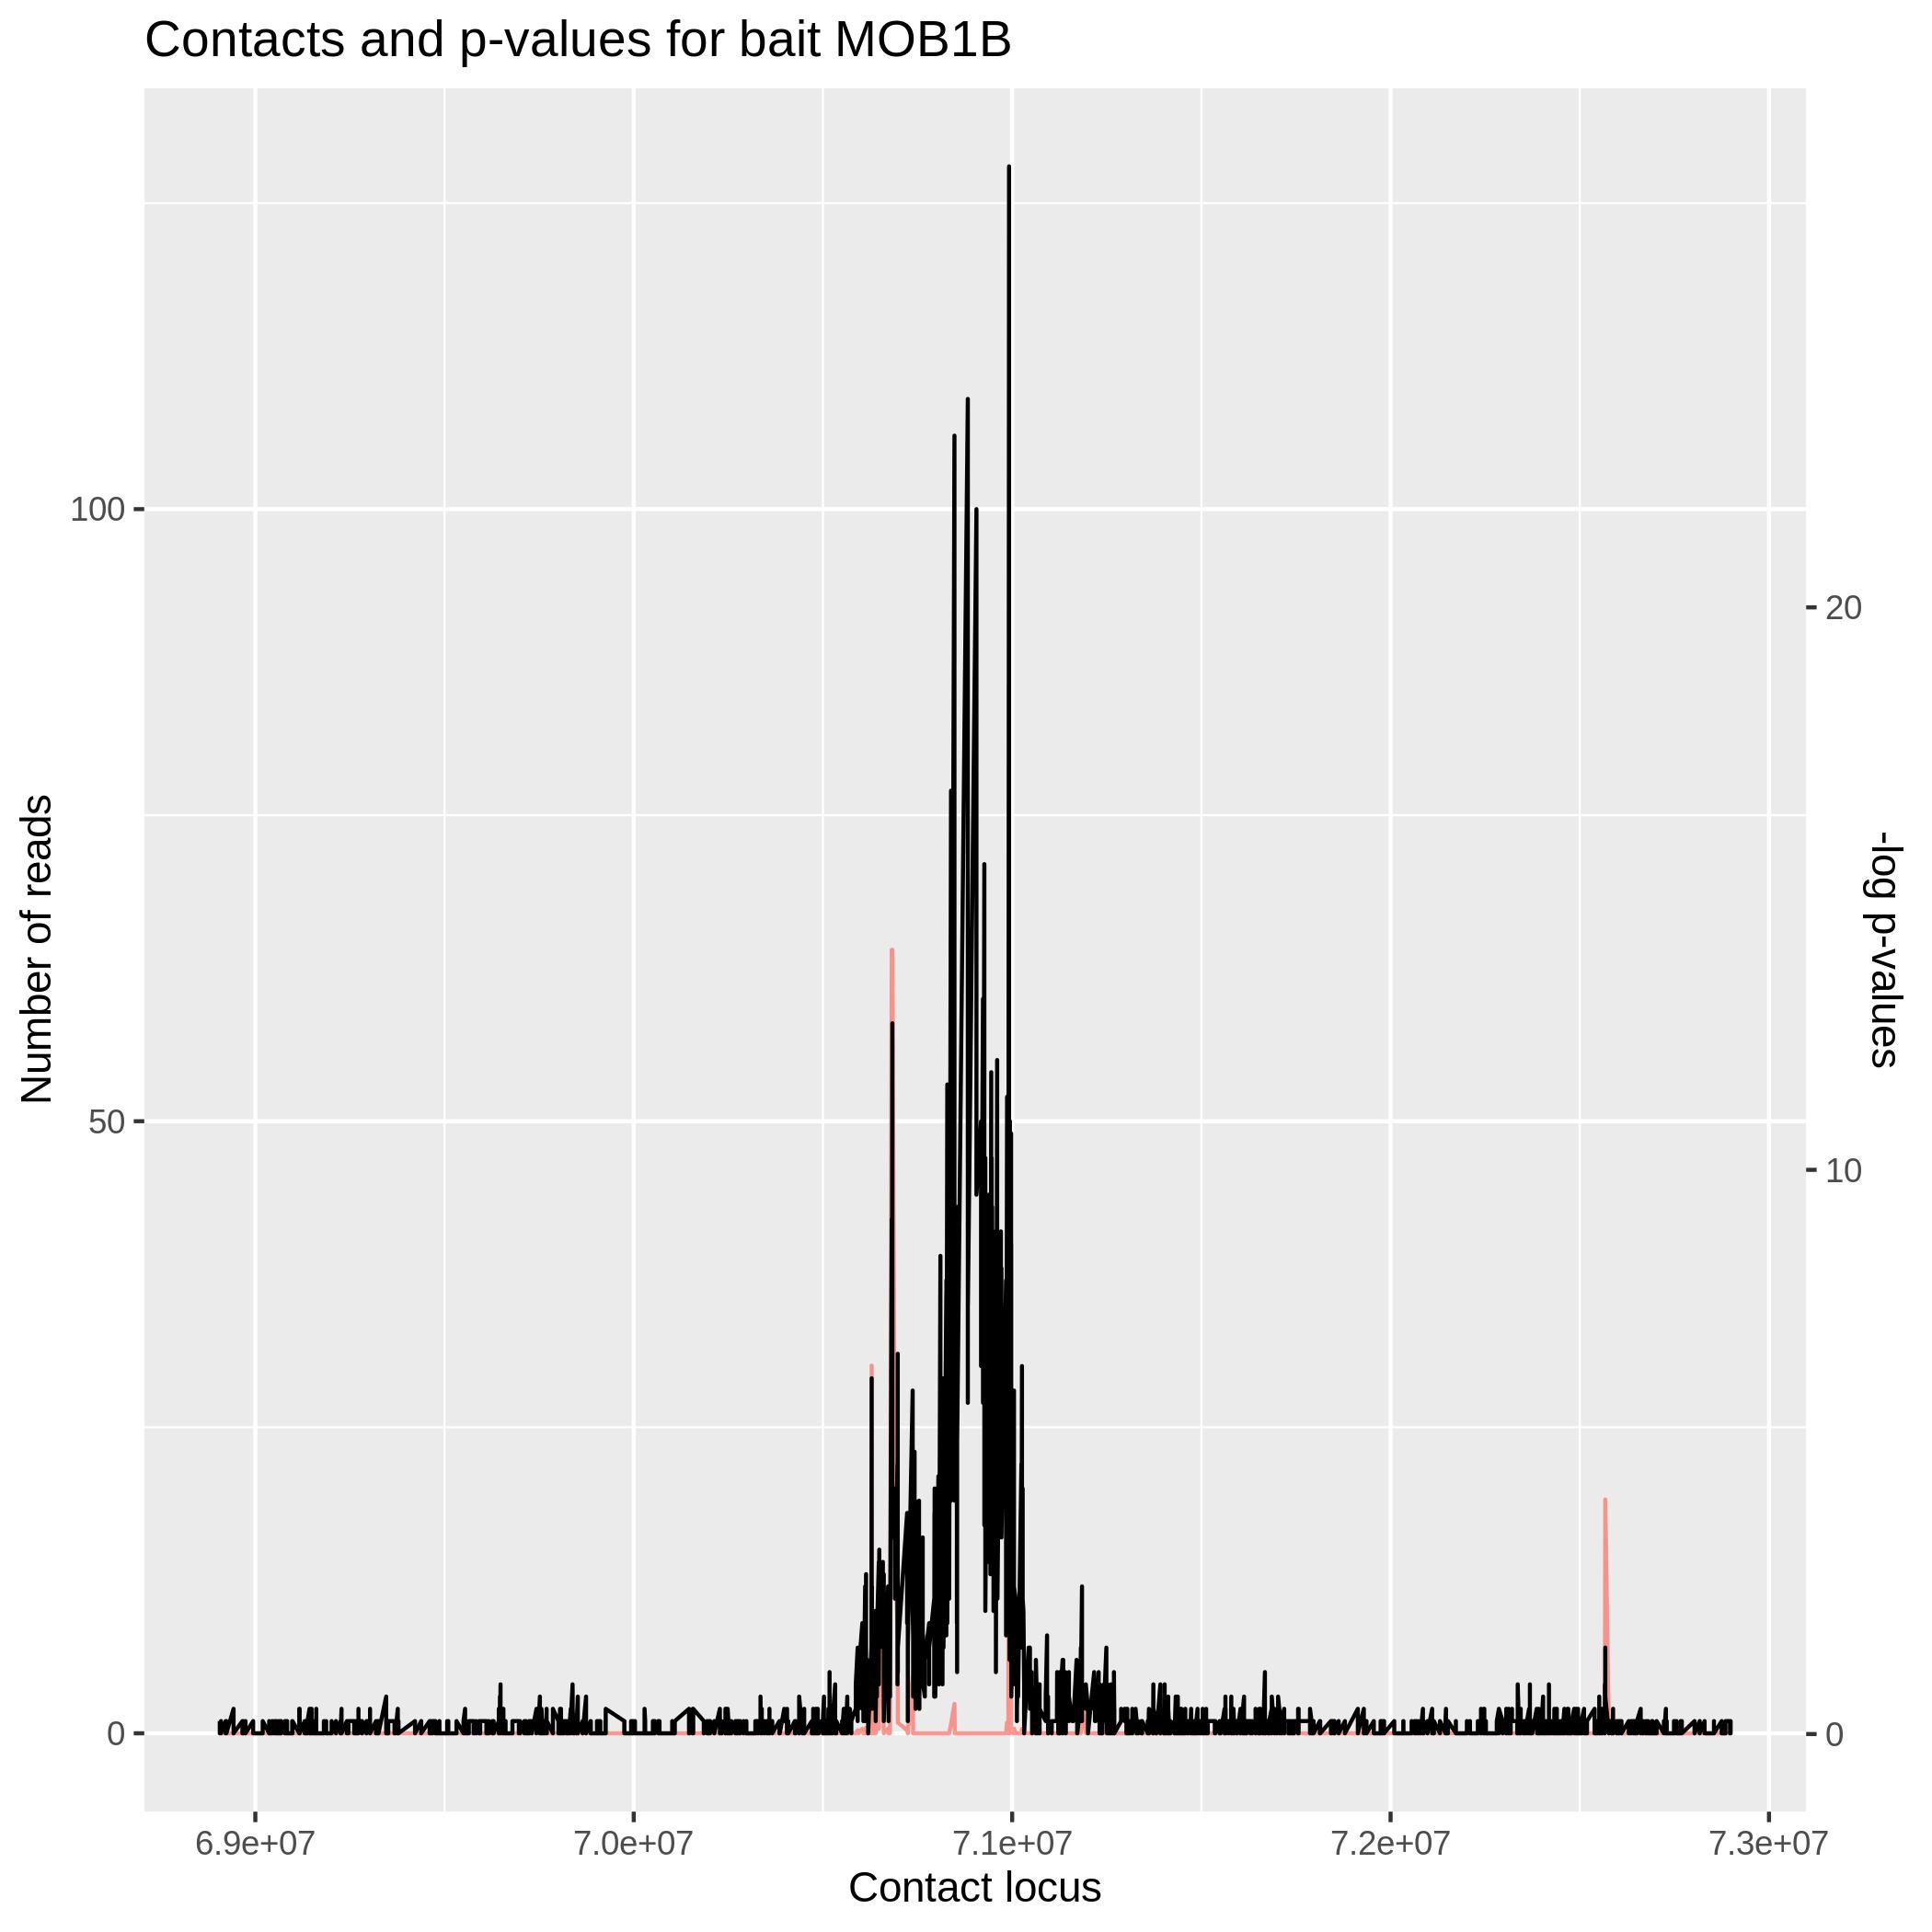 Contacts and p-values for bait MOB1B
Number of reads
100
50
0
20
10
0
-log p-values
6.9e+07
7.0e+07
7.1e+07
7.2e+07
7.3e+07
Contact locus